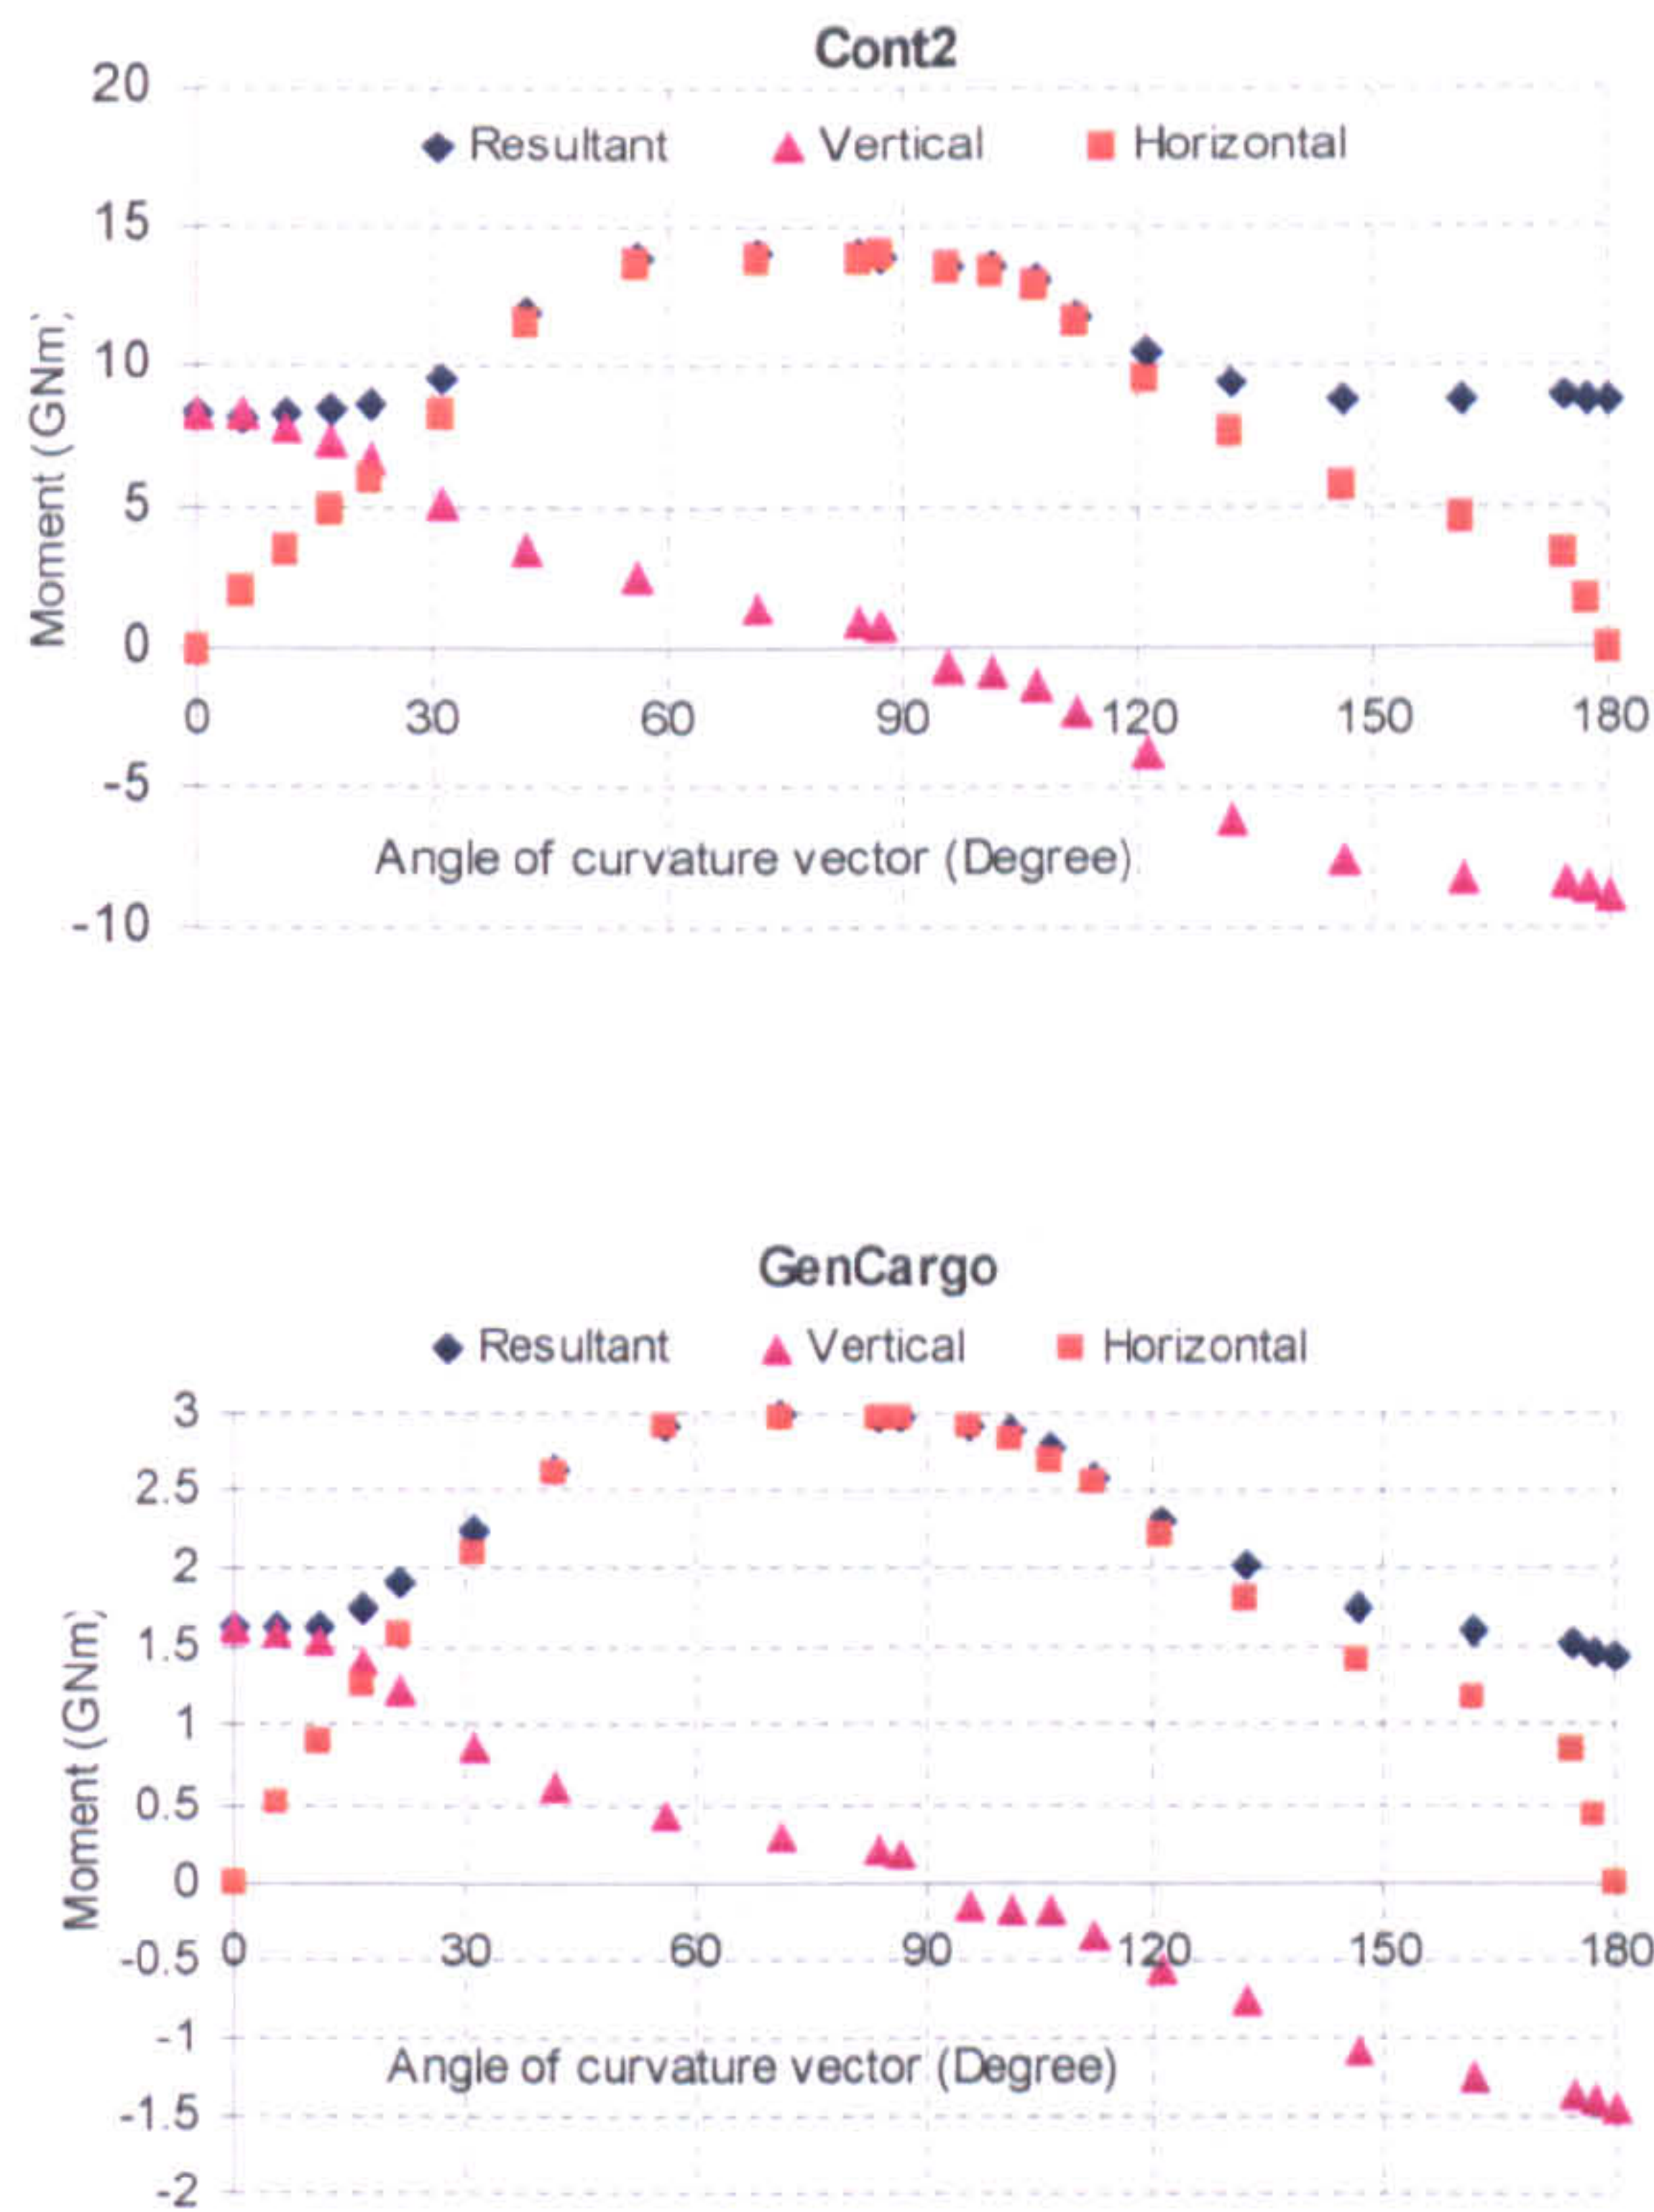 Cont2
20
Resultant Vertical Horizontal
15
10
5
0
0 30 60 90 120 150 180
-5
-10
Moment (GNm)
Angle of curvature vector (Degree)
GenCargo
Resultant Vertical Horizontal
3
2.5
2
1.5
1
0.5
0
-0.5
0 30 60 90 120 150 180
-1
-1.5
-2
Moment (GNm)
Angle of curvature vector (Degree)